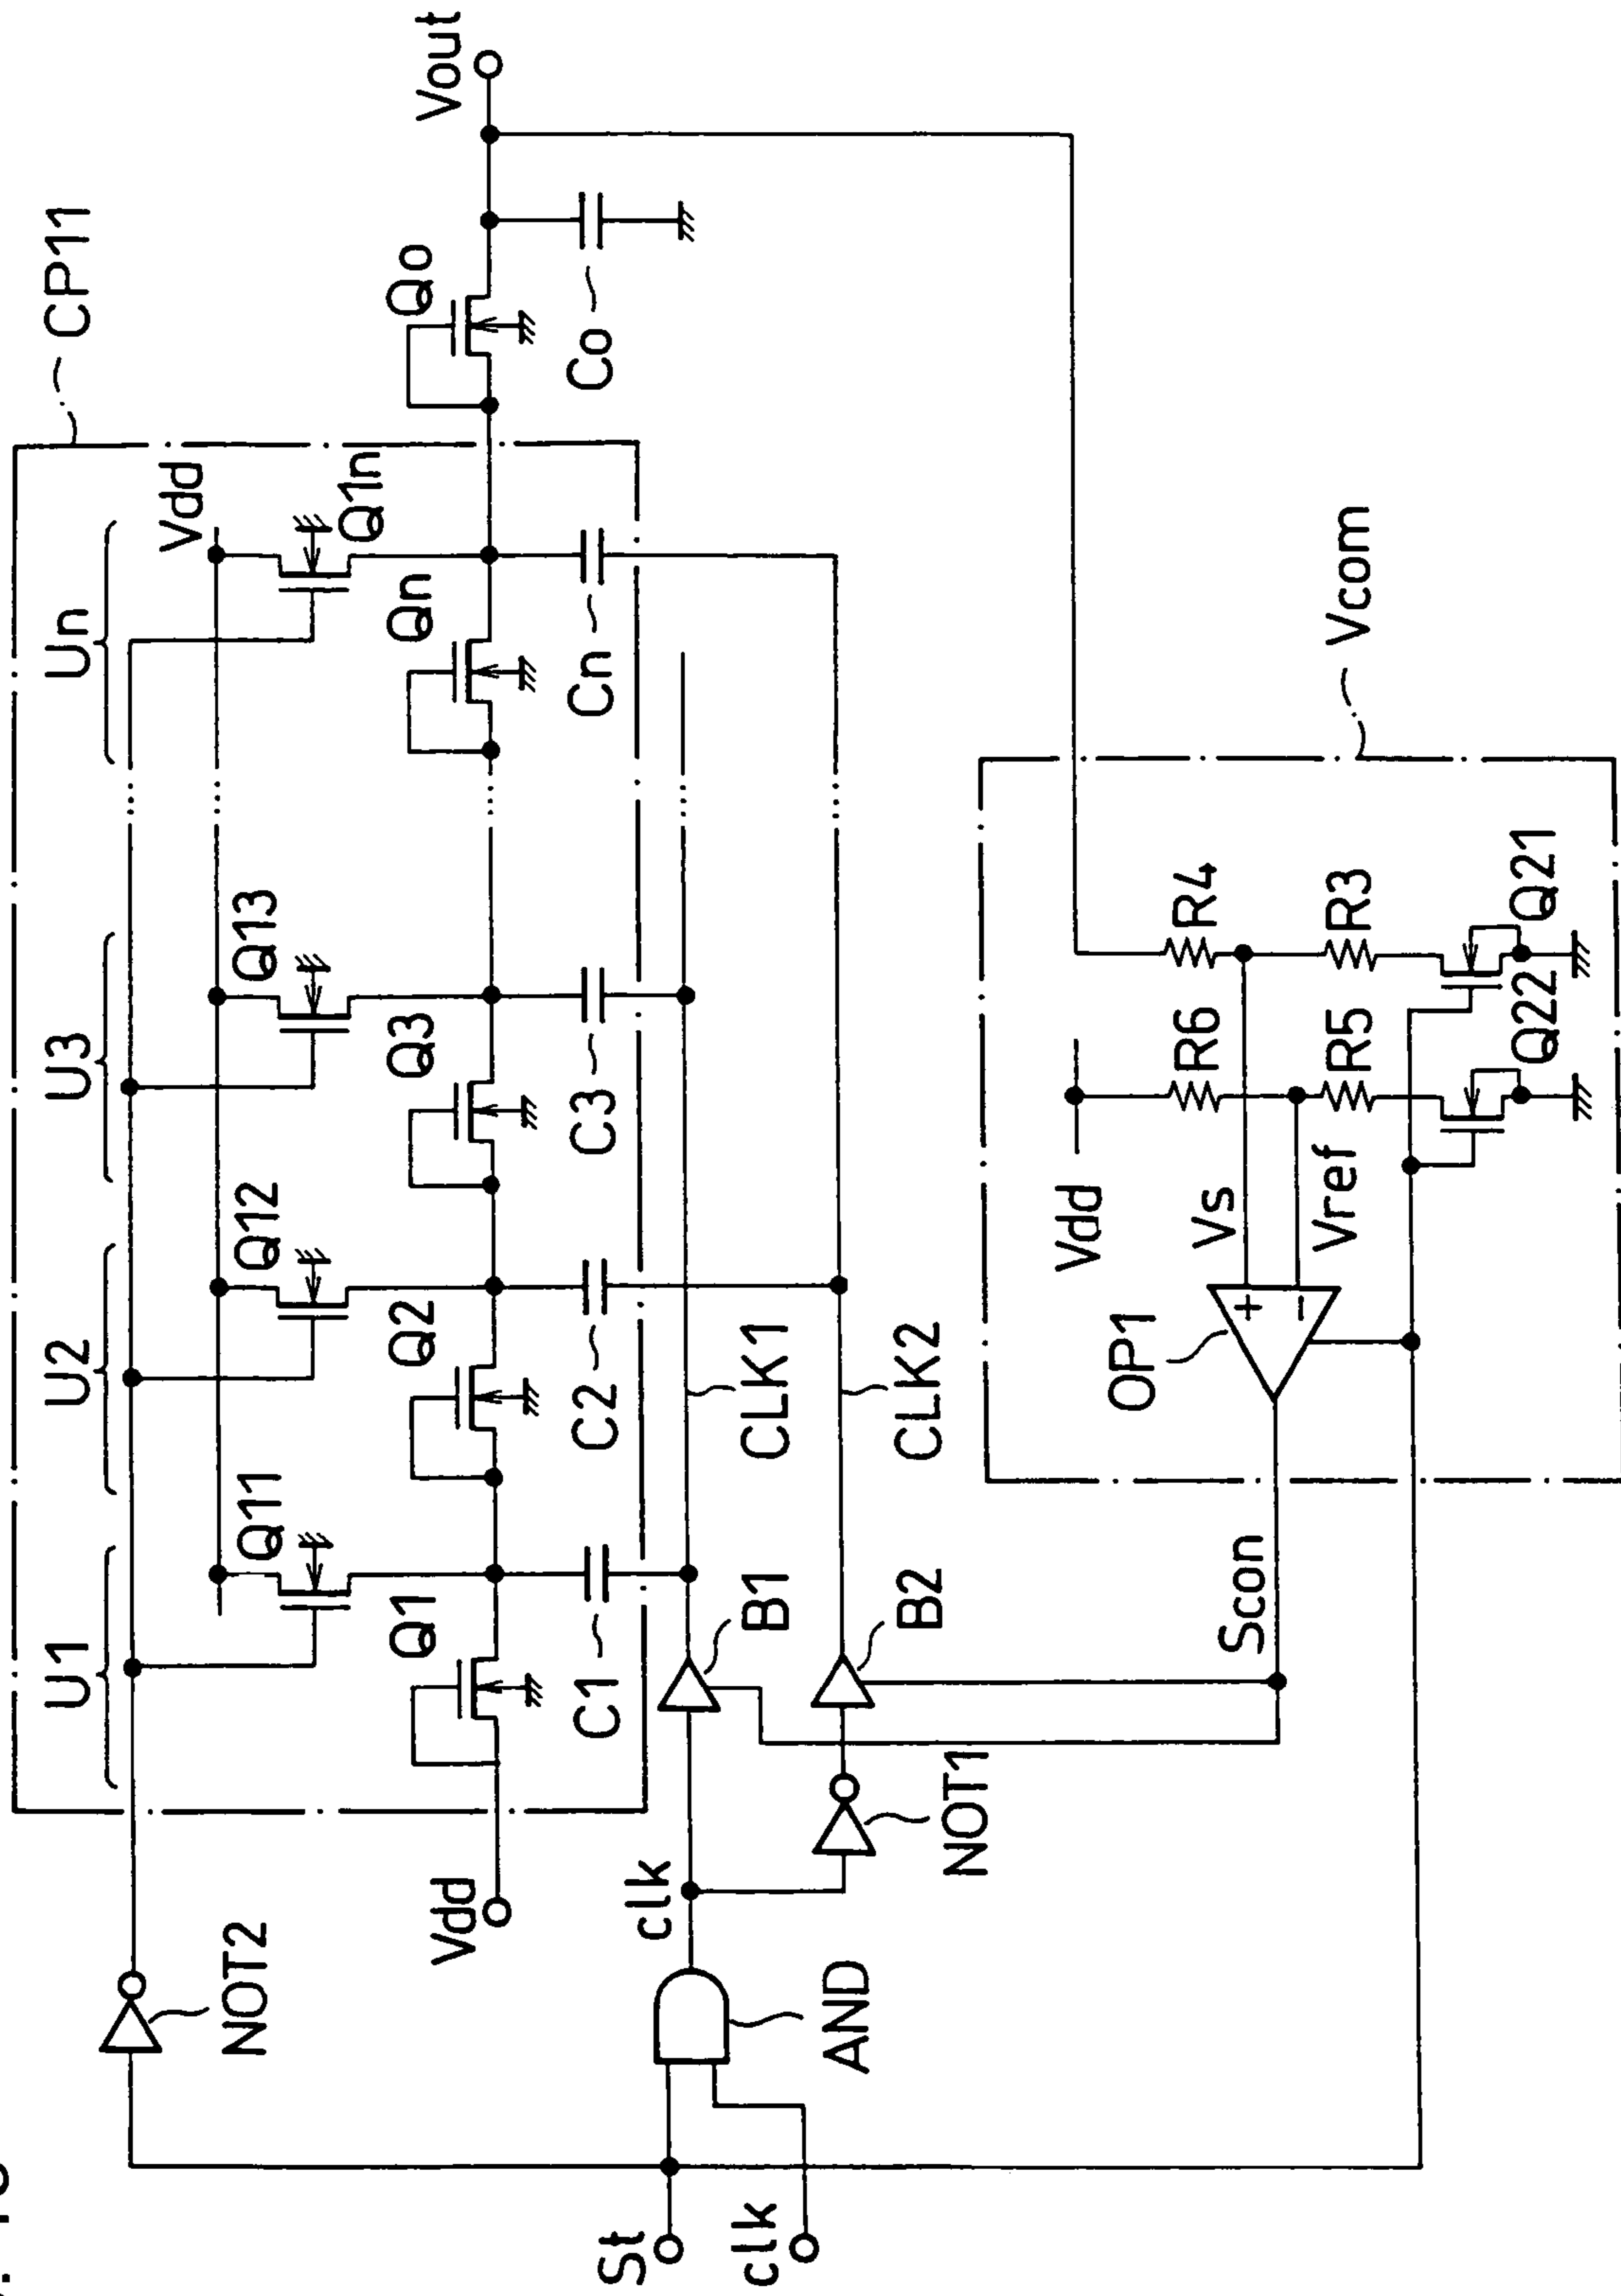 CP11
U1
U2
U3
Un
Vdd
Q11
Q12
Q13
Q1n
NOT2
Vdd
Q1
Q2
Q3
Qn
Qo
Vout
C1
C2
C3
Cn
Co
St
clk
AND
clk
B1
CLK1
NOT1
B2
CLK2
Scon
OP1
+
−
Vdd
Vs
Vref
R6
R4
R5
R3
Q22
Q21
Vcom